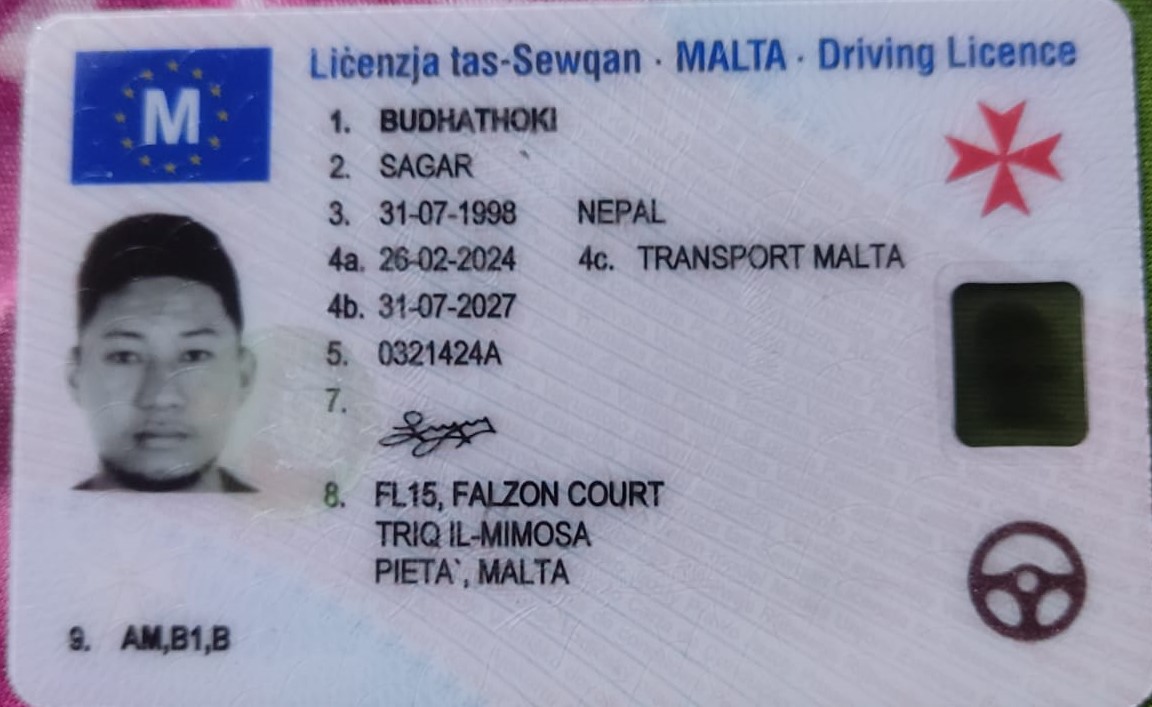 Liċenzja tas-Sewqan · MALTA · Driving Licence
M
1. BUDHATHOKI
2. SAGAR
3. 31-07-1998 NEPAL
4a. 26-02-2024 4c. TRANSPORT MALTA
4b. 31-07-2027
5. 0321424A
7.
8. FL15, FALZON COURT
TRIQ IL-MIMOSA
PIETA`, MALTA
9. AM,B1,B